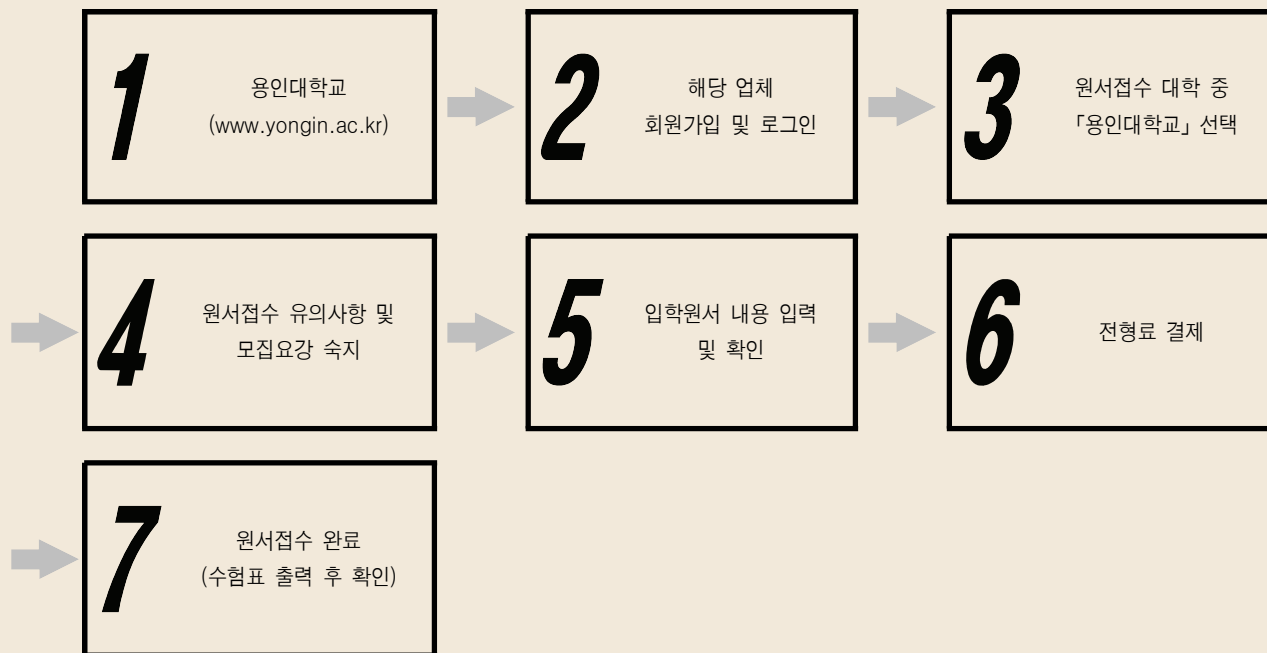 1
용인대학교
(www.yongin.ac.kr)
2
해당 업체
회원가입 및 로그인
3
원서접수 대학 중
「용인대학교」 선택
4
원서접수 유의사항 및
모집요강 숙지
5
입학원서 내용 입력
및 확인
6
전형료 결제
7
원서접수 완료
(수험표 출력 후 확인)